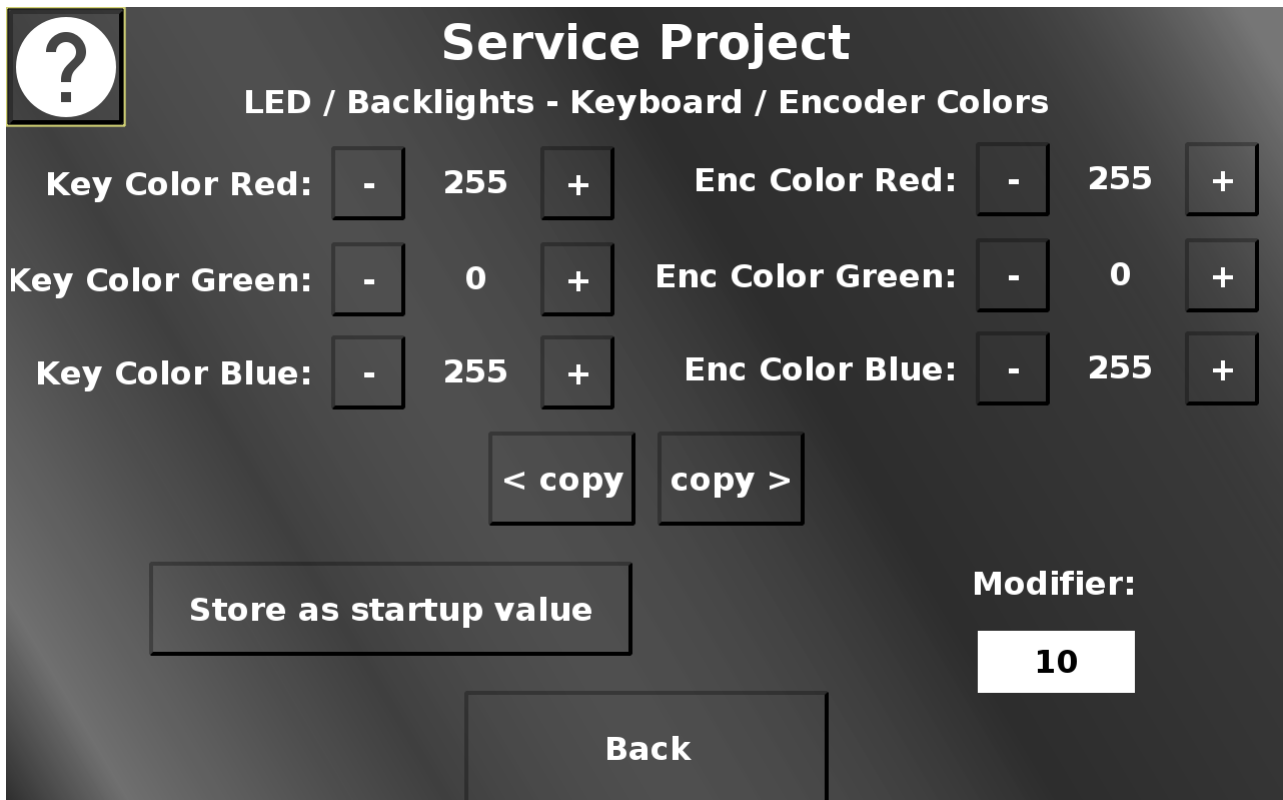 ?
Service Project
LED / Backlights - Keyboard / Encoder Colors
Key Color Red: - 255 + Enc Color Red: - 255 +
Key Color Green: - 0 + Enc Color Green: - 0 +
Key Color Blue: - 255 + Enc Color Blue: - 255 +
< copy copy >
Store as startup value
Modifier:
10
Back